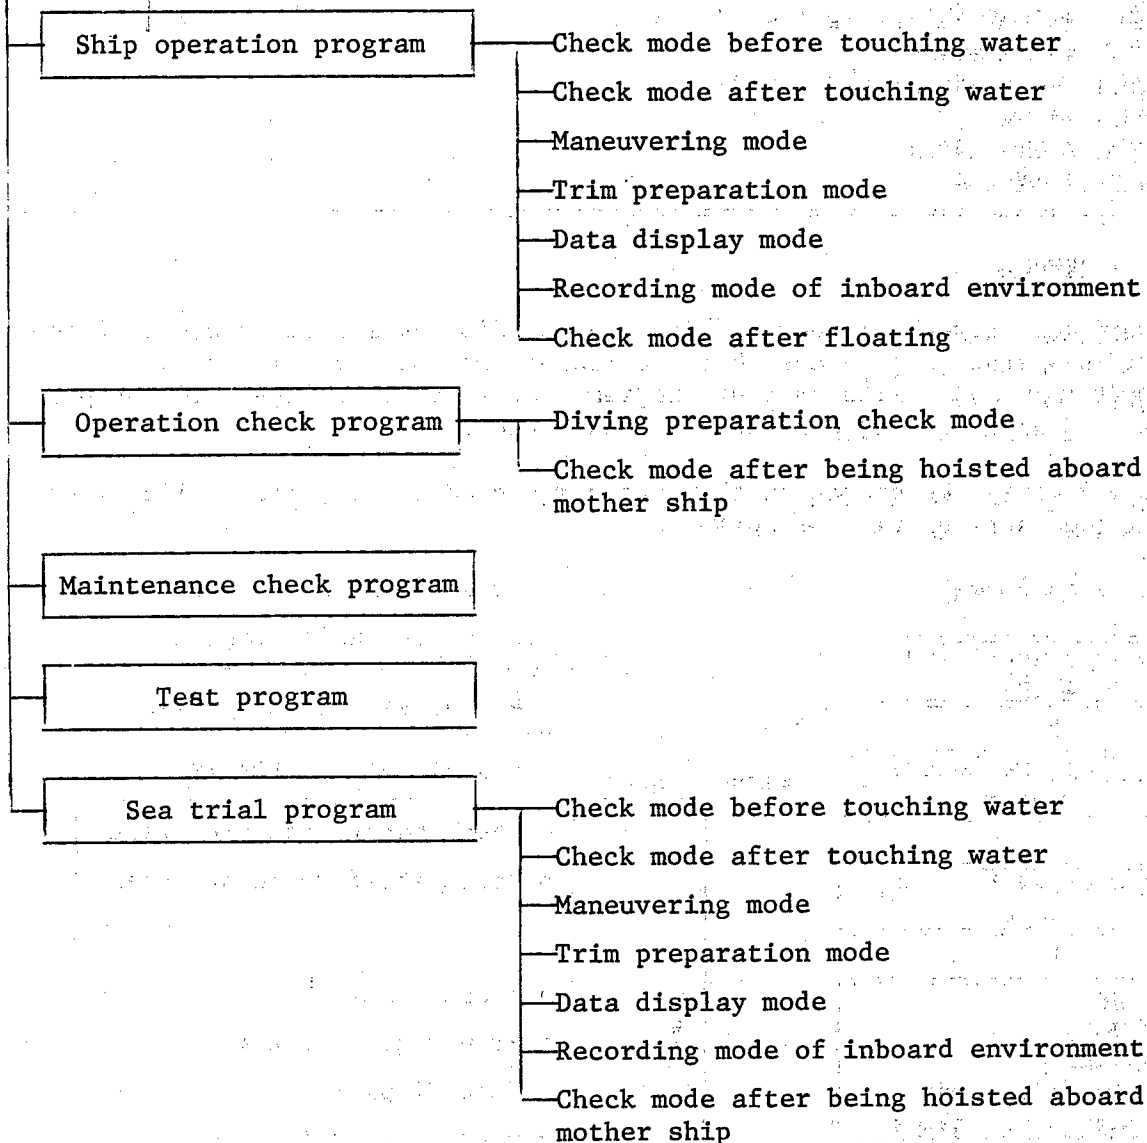 Ship operation program
Check mode before touching water
Check mode after touching water
Maneuvering mode
Trim preparation mode
Data display mode
Recording mode of inboard environment
Check mode after floating
Operation check program
Diving preparation check mode
Check mode after being hoisted aboard
mother ship
Maintenance check program
Test program
Sea trial program
Check mode before touching water
Check mode after touching water
Maneuvering mode
Trim preparation mode
Data display mode
Recording mode of inboard environment
Check mode after being hoisted aboard
mother ship